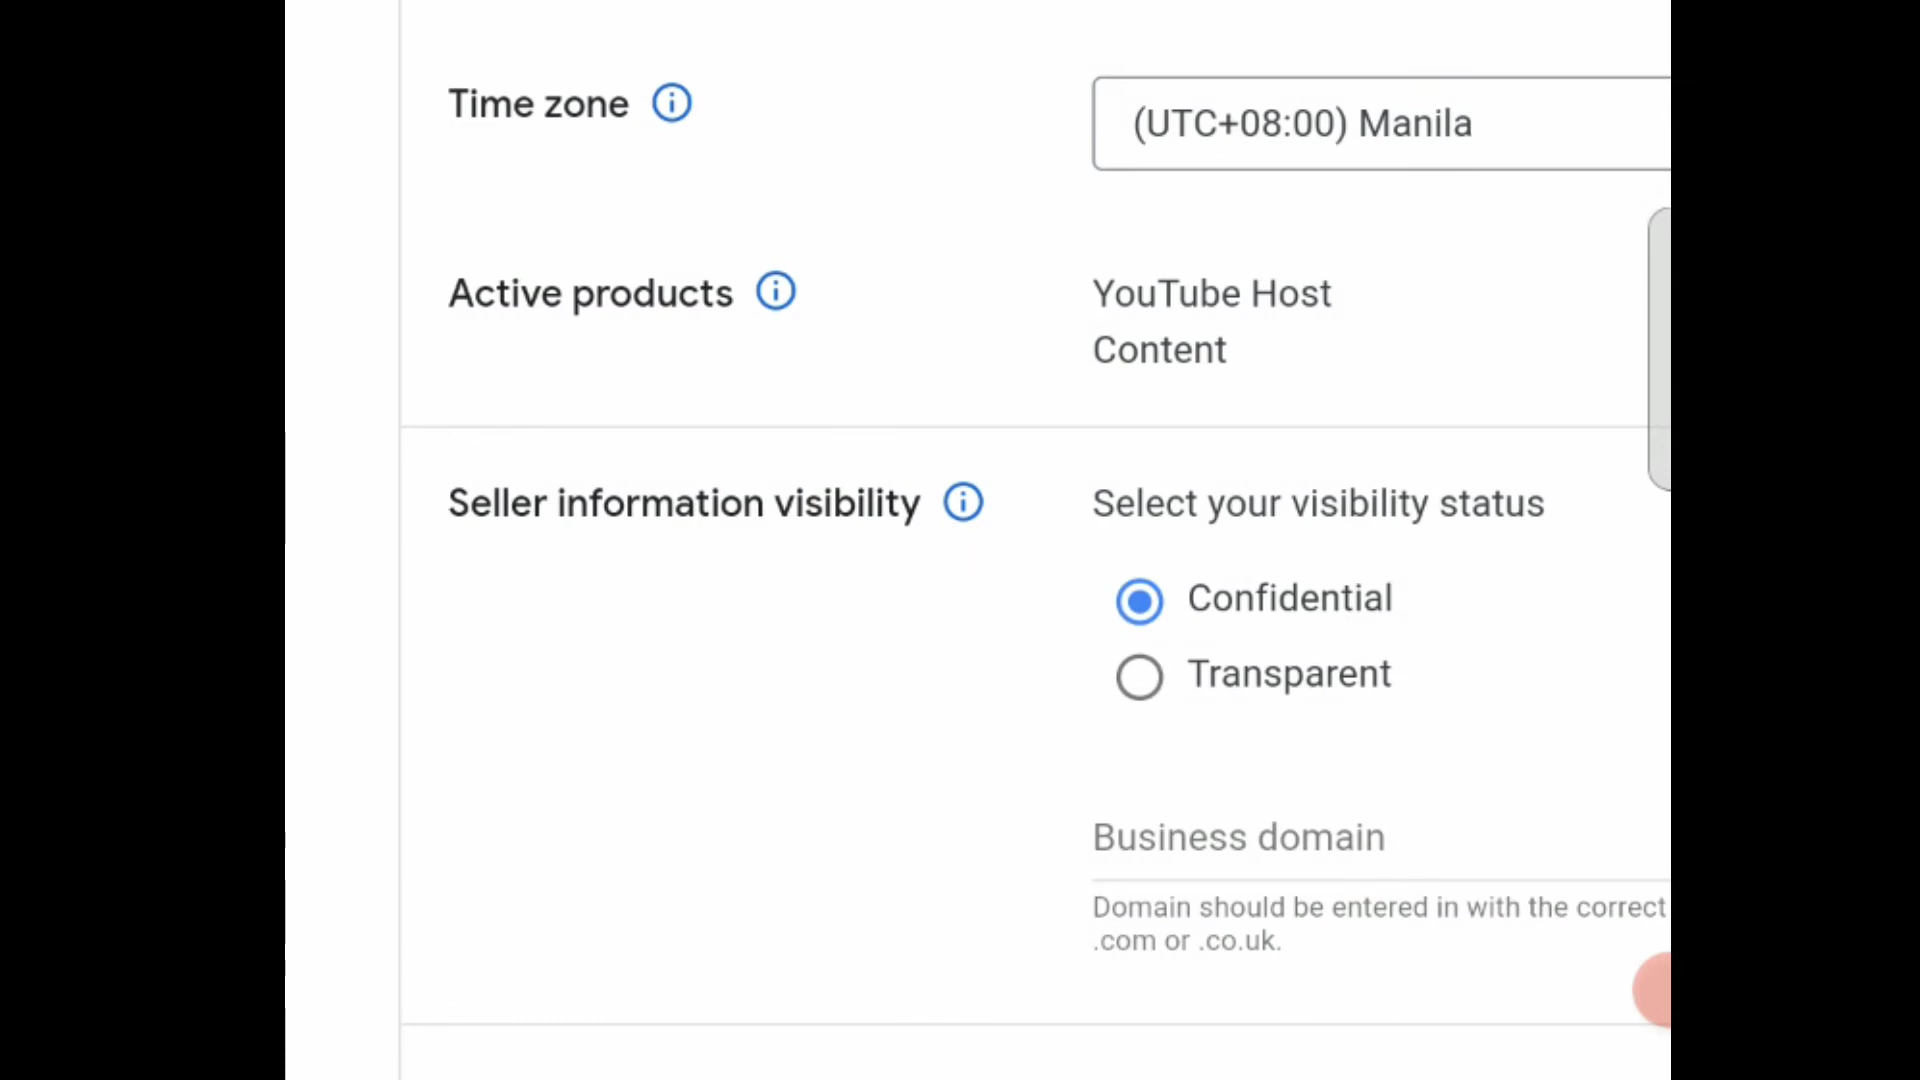 Time zone
(UTC+08:00) Manila
Active products
YouTube Host
Content
Seller information visibility
Select your visibility status
Confidential
Transparent
Business domain
Domain should be entered in with the correct
.com or .co.uk.